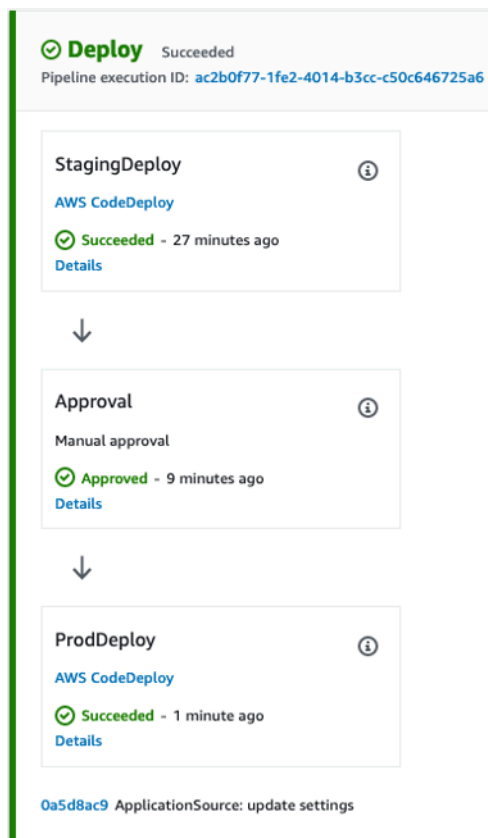 Deploy Succeeded
Pipeline execution ID: ac2b0f77-1fe2-4014-b3cc-c50c646725a6
StagingDeploy
AWS CodeDeploy
Succeeded - 27 minutes ago
Details
Approval
Manual approval
Approved - 9 minutes ago
Details
ProdDeploy
AWS CodeDeploy
Succeeded - 1 minute ago
Details
0a5d8ac9 ApplicationSource: update settings